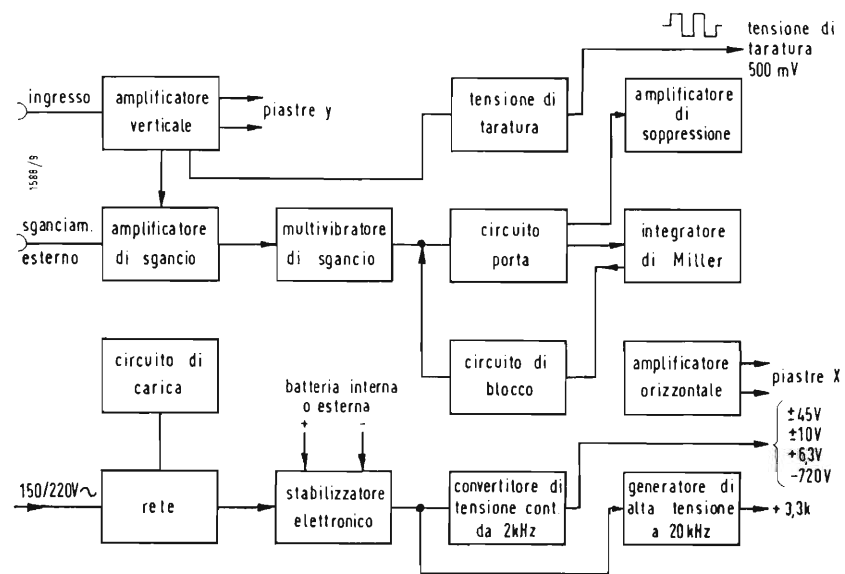 tensione di
taratura
500 mV
ingresso
amplificatore
verticale
piastre y
tensione di
taratura
amplificatore
di
soppressione
1588/9
sganciam.
esterno
amplificatore
di sgancio
multivibratore
di sgancio
circuito
porta
integratore
di Miller
circuito di
carica
batteria interna
o esterna
+ -
circuito di
blocco
amplificatore
orizzontale
piastre X
±45V
±10V
+6,3V
-720V
150/220V~
rete
stabilizzatore
elettronico
convertitore di
tensione cont.
da 2kHz
generatore di
alta tensione
a 20kHz
+ 3,3k